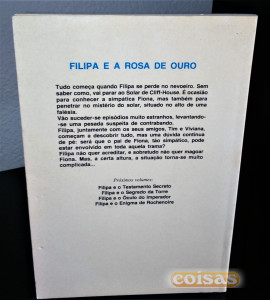 FILIPA E A ROSA DE OURO
Tudo começa quando Filipa se perde no nevoeiro. Sem
saber como, vai parar ao Solar de Cliff-House. É ocasião
para conhecer a simpática Fiona, mas também para
penetrar no mistério do solar, situado no alto de uma
falésia.
Vão suceder-se episódios muito estranhos, levantando-
-se uma pesada suspeita de contrabando.
Filipa, juntamente com os seus amigos, Tim e Viviana,
começam a descobrir tudo, mas uma dúvida continua
de pé: será que o pai de Fiona, tão simpático, pode
estar envolvido em toda aquela trama?
Filipa não quer acreditar, e sobretudo não quer magoar
Fiona. Mas, a certa altura, a situação torna-se muito
complicada...
Próximos volumes:
Filipa e o Testamento Secreto
Filipa e o Segredo da Torre
Filipa e o Óculo do Imperador
Filipa e o Enigma de Rochenoire
coisas